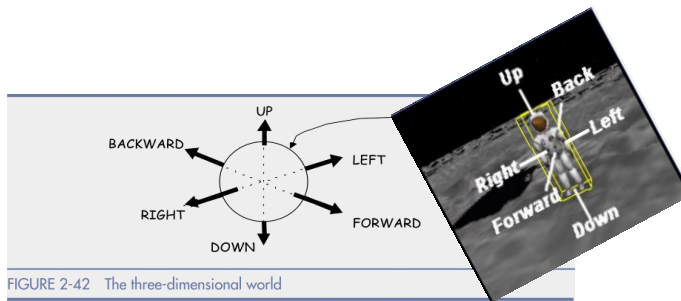 UP
BACKWARD
LEFT
RIGHT
FORWARD
DOWN
FIGURE 2-42 The three-dimensional world
Up
Back
Left
Right
Forward
Down